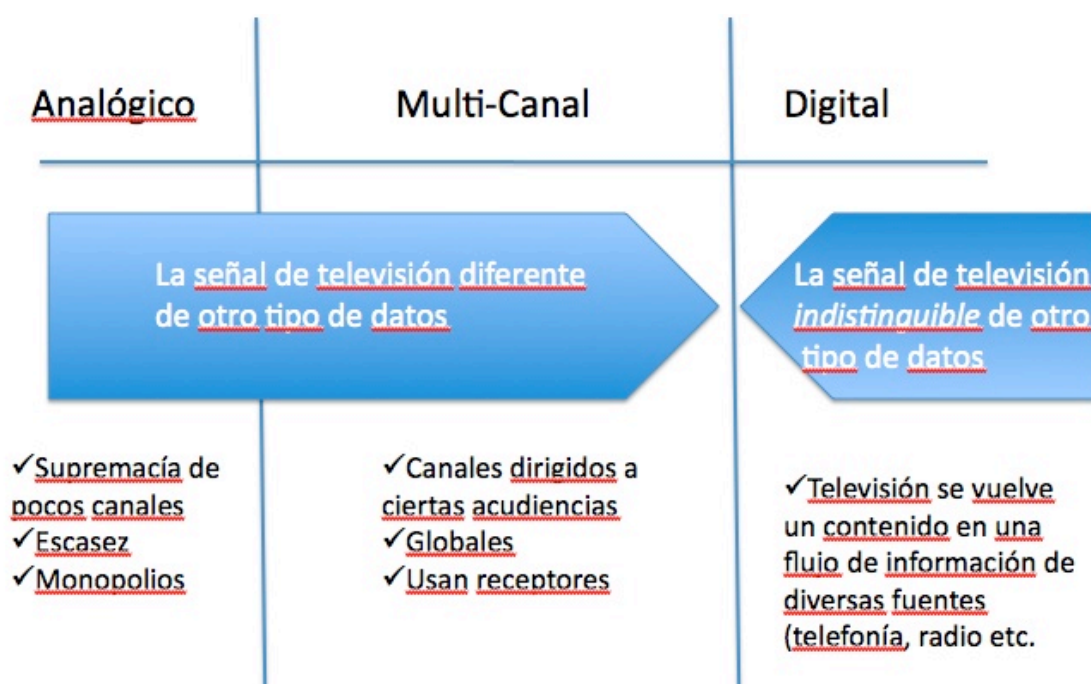 Analógico
Multi-Canal
Digital
La señal de televisión diferente
de otro tipo de datos
La señal de televisión
indistinguible de otro
tipo de datos
✓Supremacía de
pocos canales
✓Escasez
✓Monopolios
✓Canales dirigidos a
ciertas acudiencias
✓Globales
✓Usan receptores
✓Televisión se vuelve
un contenido en una
flujo de información de
diversas fuentes
(telefonía, radio etc.